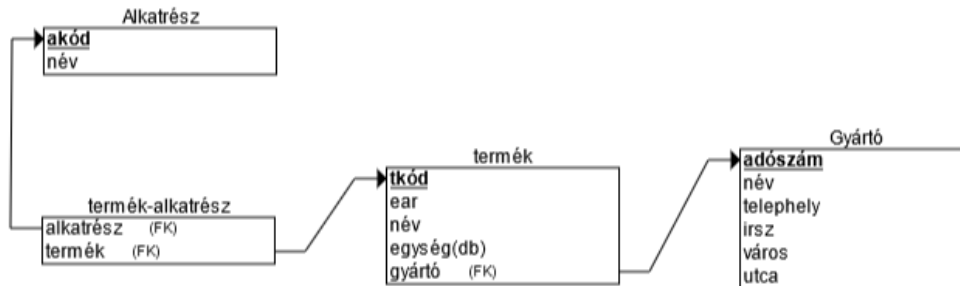 Alkatrész
akód
név
termék-alkatrész
alkatrész (FK)
termék (FK)
termék
tkód
ear
név
egység(db)
gyártó (FK)
Gyártó
adószám
név
telephely
irsz
város
utca